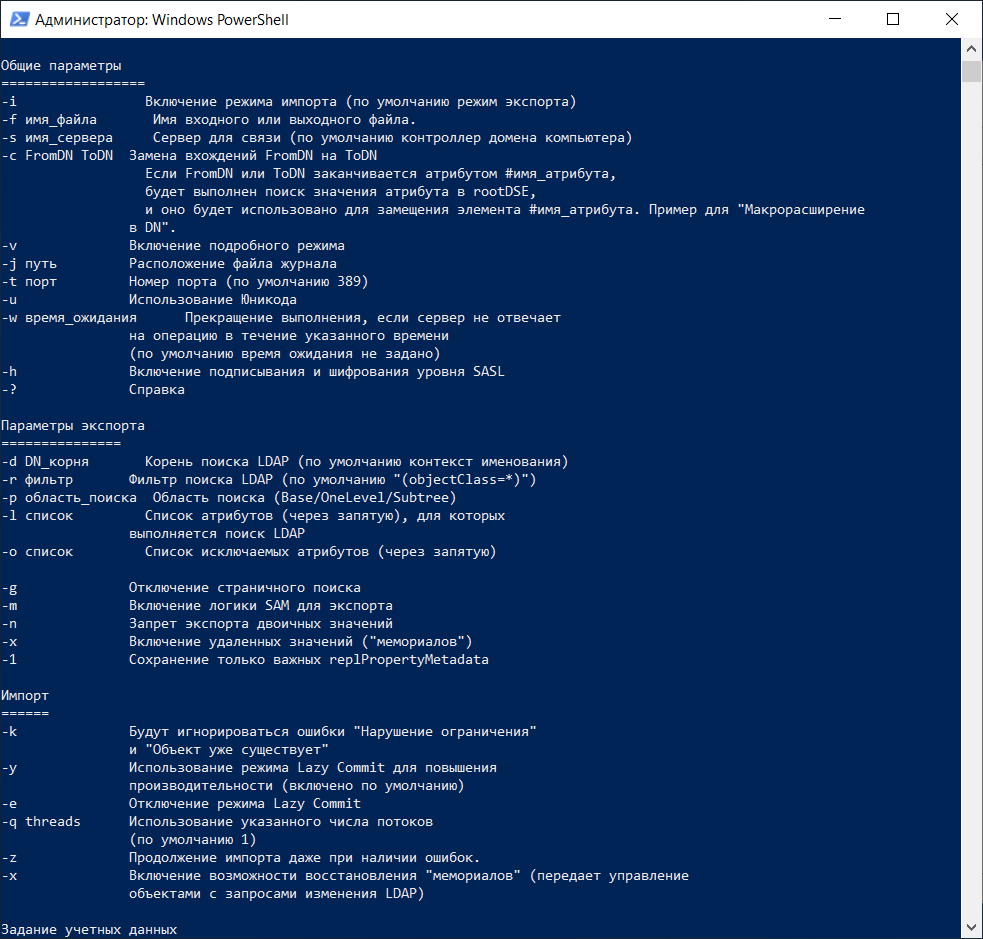 Администратор: Windows PowerShell
Общие параметры
==================
-i                Включение режима импорта (по умолчанию режим экспорта)
-f имя_файла       Имя входного или выходного файла.
-s имя_сервера     Сервер для связи (по умолчанию контроллер домена компьютера)
-c FromDN ToDN  Замена вхождений FromDN на ToDN
                  Если FromDN или ToDN заканчивается атрибутом #имя_атрибута,
                  будет выполнен поиск значения атрибута в rootDSE,
                  и оно будет использовано для замещения элемента #имя_атрибута. Пример для "Макрорасширение
                в DN".
-v              Включение подробного режима
-j путь         Расположение файла журнала
-t порт         Номер порта (по умолчанию 389)
-u              Использование Юникода
-w время_ожидания      Прекращение выполнения, если сервер не отвечает
                на операцию в течение указанного времени
                (по умолчанию время ожидания не задано)
-h              Включение подписывания и шифрования уровня SASL
-?              Справка
Параметры экспорта
===============
-d DN_корня       Корень поиска LDAP (по умолчанию контекст именования)
-r фильтр       Фильтр поиска LDAP (по умолчанию "(objectClass=*)")
-p область_поиска  Область поиска (Base/OneLevel/Subtree)
-l список         Список атрибутов (через запятую), для которых
                выполняется поиск LDAP
-o список         Список исключаемых атрибутов (через запятую)
-g              Отключение страничного поиска
-m              Включение логики SAM для экспорта
-n              Запрет экспорта двоичных значений
-x              Включение удаленных значений ("мемориалов")
-1              Сохранение только важных replPropertyMetadata
Импорт
======
-k              Будут игнорироваться ошибки "Нарушение ограничения"
                и "Объект уже существует"
-y              Использование режима Lazy Commit для повышения
                производительности (включено по умолчанию)
-e              Отключение режима Lazy Commit
-q threads      Использование указанного числа потоков
                (по умолчанию 1)
-z              Продолжение импорта даже при наличии ошибок.
-x              Включение возможности восстановления "мемориалов" (передает управление
                объектами с запросами изменения LDAP)
Задание учетных данных